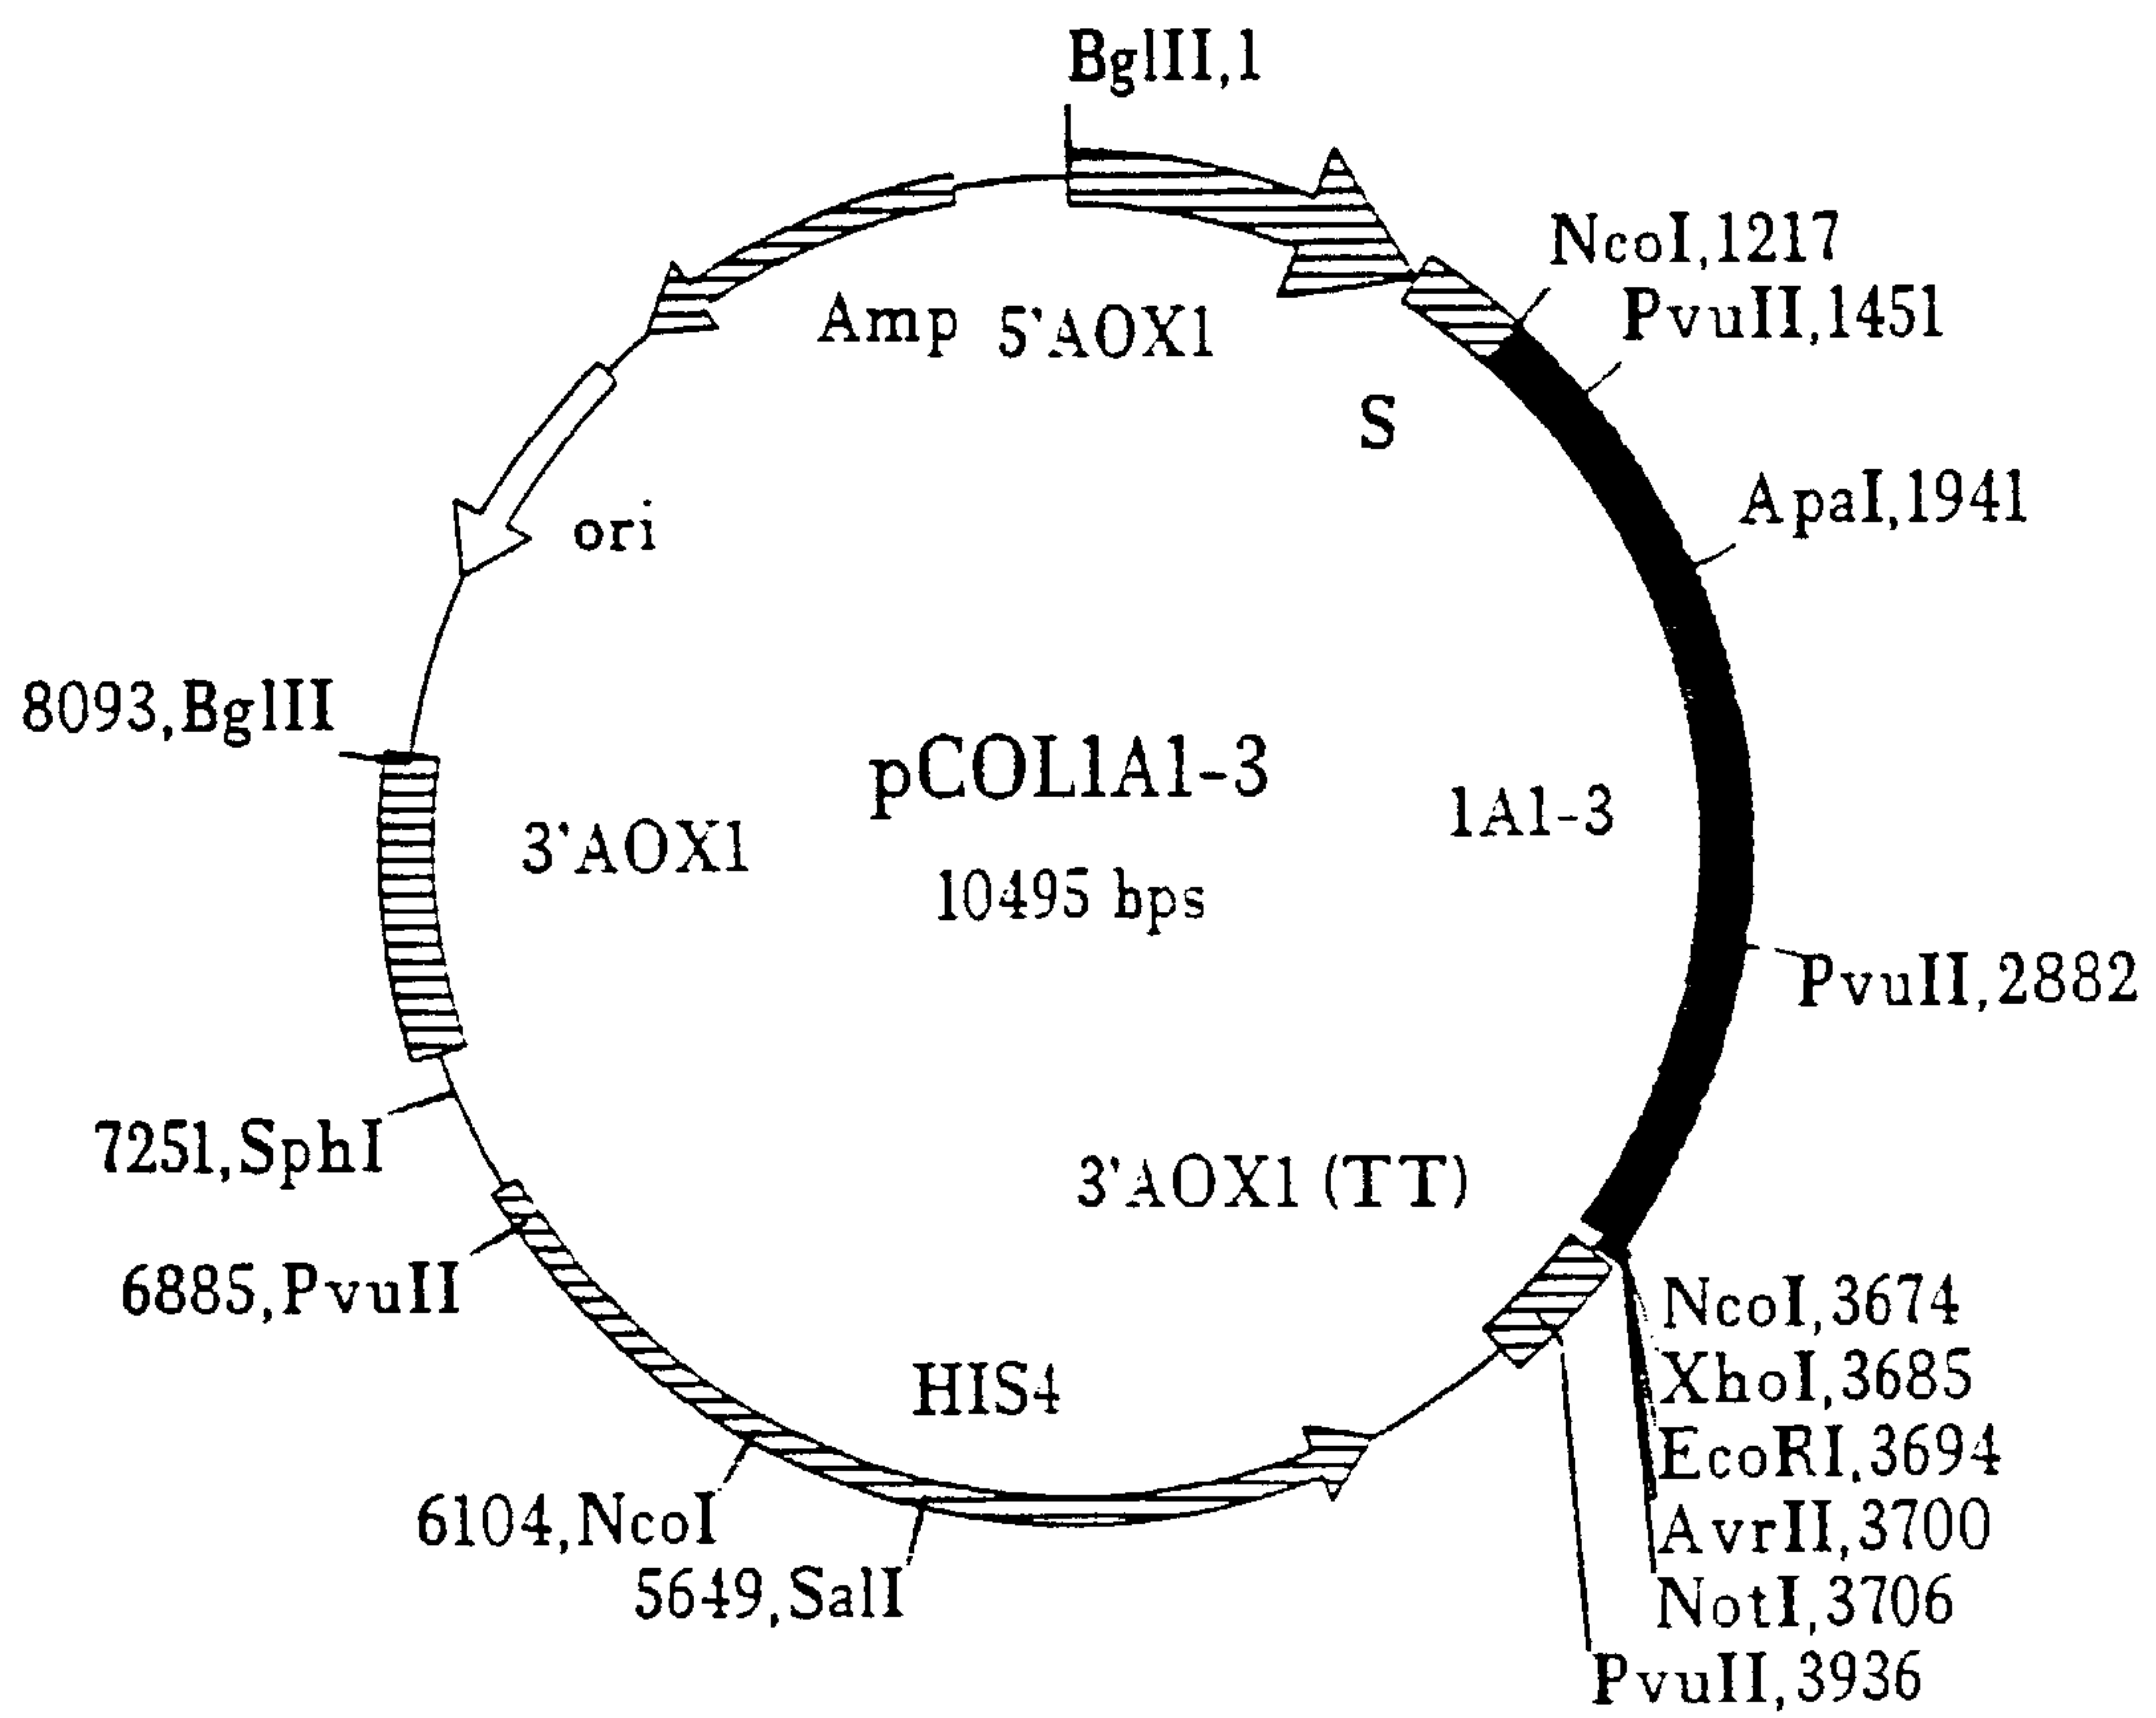 BglII,1
NcoI,1217
PvuII,1451
Amp
5'AOX1
S
ApaI,1941
ori
8093,BglII
pCOL1A1-3
1A1-3
3'AOX1
10495 bps
PvuII,2882
7251,SphI
3'AOX1 (TT)
6885,PvuII
NcoI,3674
XhoI,3685
HIS4
EcoRI,3694
6104,NcoI
AvrII,3700
5649,SalI
NotI,3706
PvuII,3936